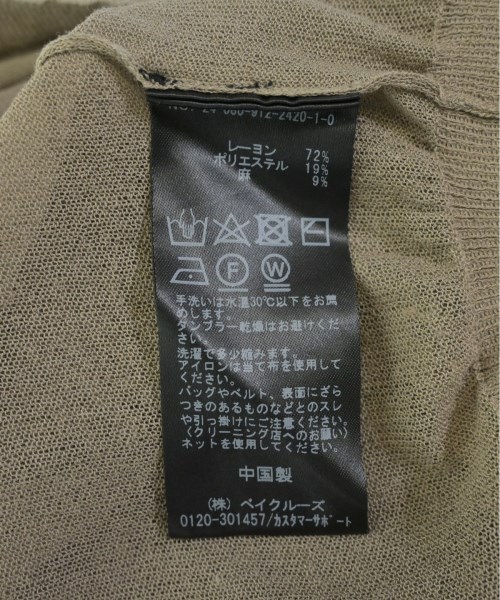 NO. 24-080-912-2420-1-0
レーヨン 72%
ポリエステル 19%
麻 9%
F W
手洗いは水温30℃以下をお薦
めします。
タンブラー乾燥はお避けくださ
い。
洗濯で多少縮みます。
アイロンは当て布を使用して
ください。
バッグやベルト、表面にざら
つきのあるものなどとのスレ
や引っ掛けにご注意ください。
〈クリーニング店へのお願い〉
ネットを使用してください。
中国製
(株) ベイクルーズ
0120-301457/カスタマーサポート